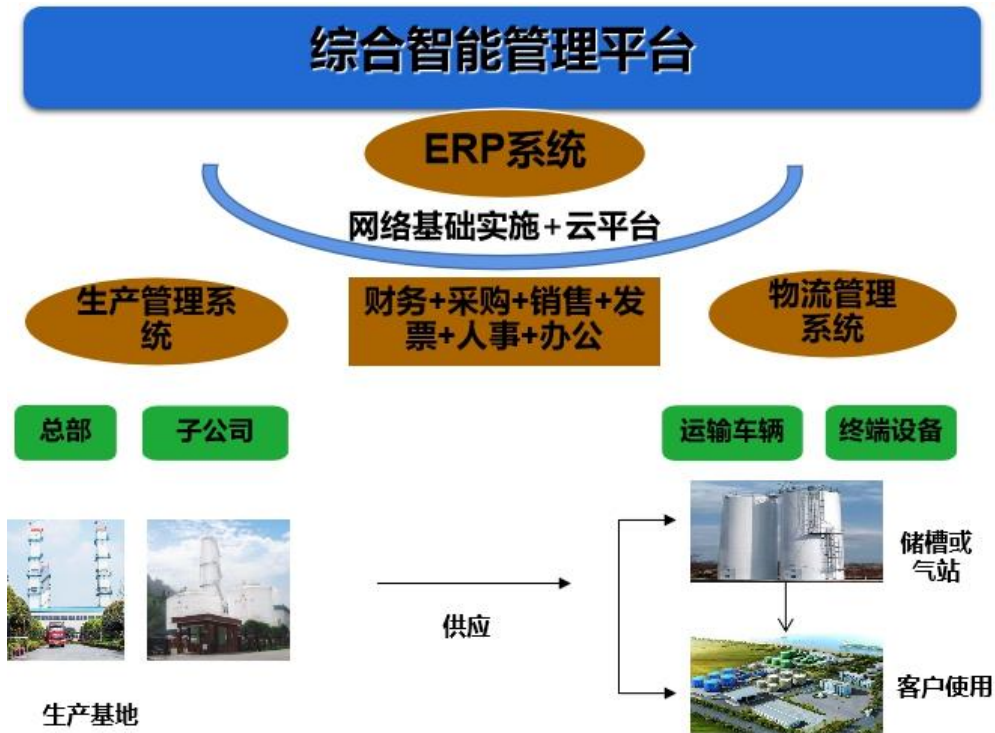 综合智能管理平台
ERP系统
网络基础实施+云平台
生产管理系
统
财务+采购+销售+发
票+人事+办公
物流管理
系统
总部
子公司
运输车辆
终端设备
储槽或
气站
供应
客户使用
生产基地